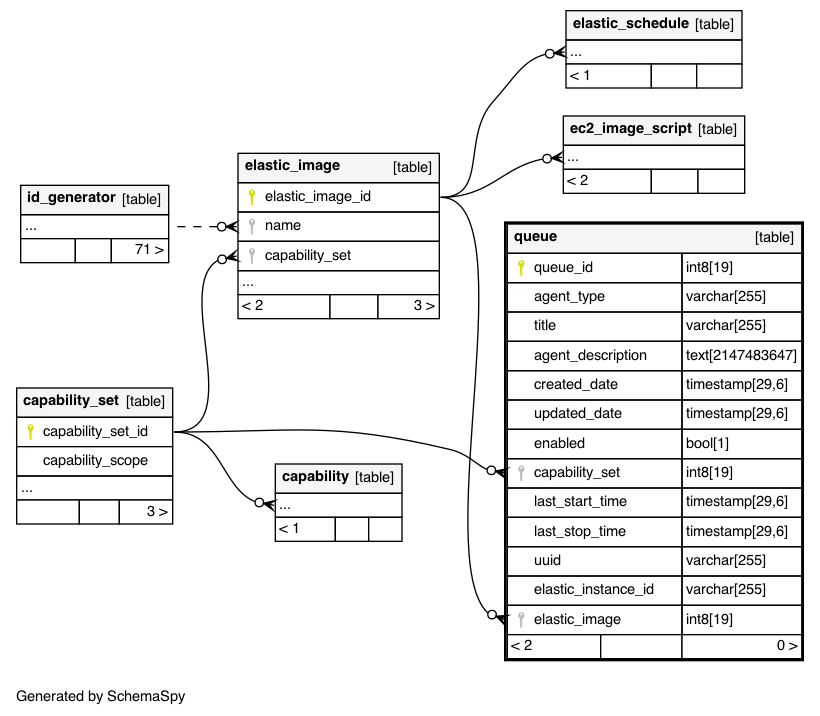 elastic_schedule [table]
...
< 1
ec2_image_script [table]
...
< 2
elastic_image [table]
elastic_image_id
name
capability_set
...
< 2 3 >
id_generator [table]
...
71 >
queue [table]
queue_id int8[19]
agent_type varchar[255]
title varchar[255]
agent_description text[2147483647]
created_date timestamp[29,6]
updated_date timestamp[29,6]
enabled bool[1]
capability_set int8[19]
last_start_time timestamp[29,6]
last_stop_time timestamp[29,6]
uuid varchar[255]
elastic_instance_id varchar[255]
elastic_image int8[19]
< 2 0 >
capability_set [table]
capability_set_id
capability_scope
...
3 >
capability [table]
...
< 1
Generated by SchemaSpy